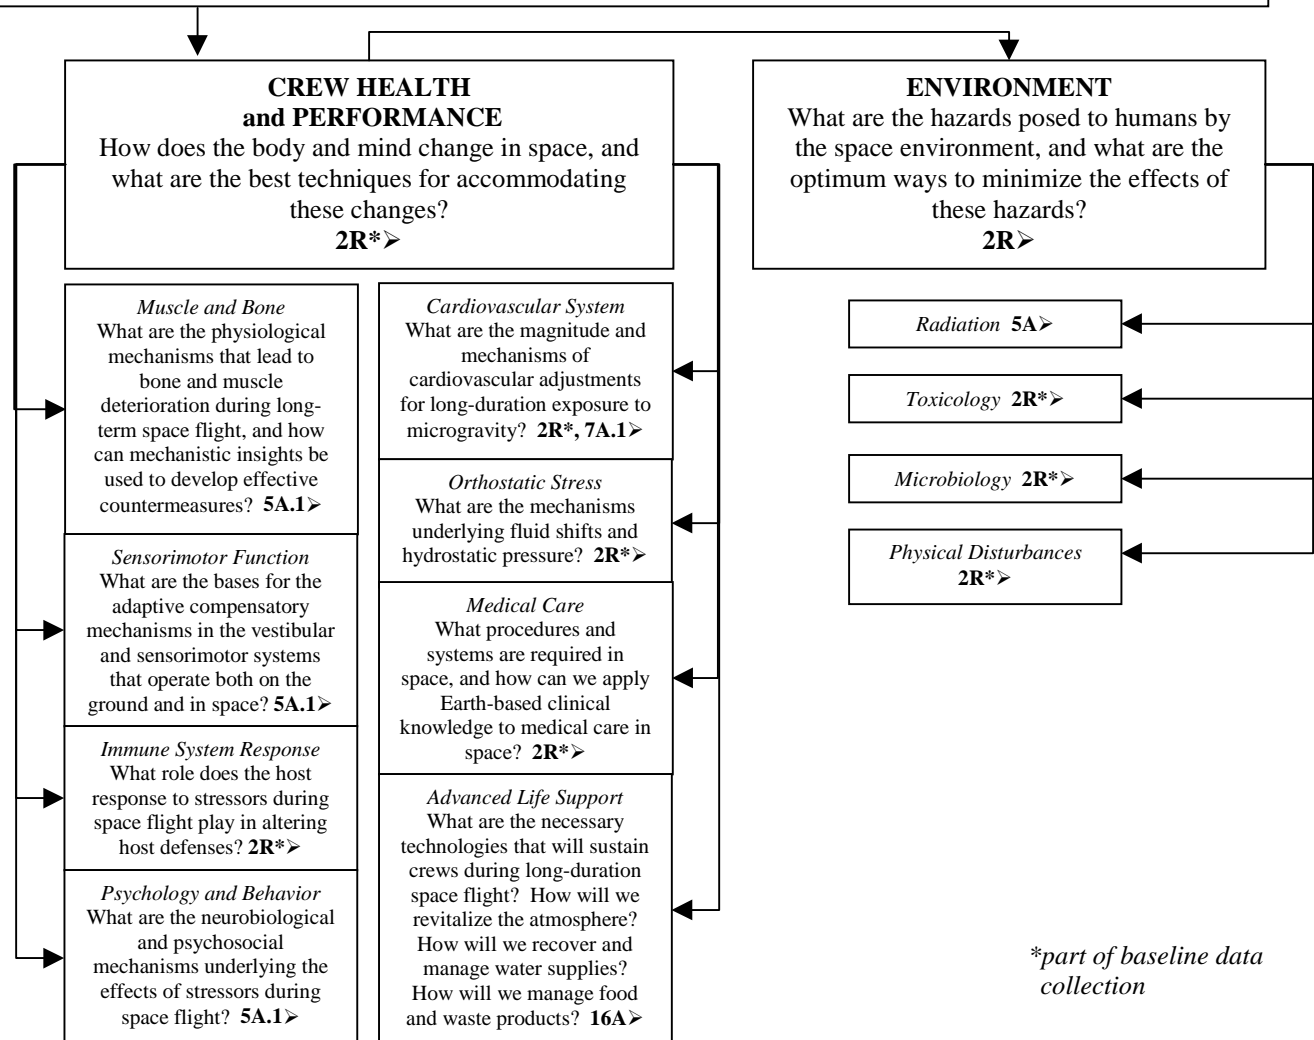 CREW HEALTH
and PERFORMANCE
How does the body and mind change in space, and
what are the best techniques for accommodating
these changes?
2R*➢
ENVIRONMENT
What are the hazards posed to humans by
the space environment, and what are the
optimum ways to minimize the effects of
these hazards?
2R➢
Muscle and Bone
What are the physiological
mechanisms that lead to
bone and muscle
deterioration during long-
term space flight, and how
can mechanistic insights be
used to develop effective
countermeasures? 5A.1➢
Sensorimotor Function
What are the bases for the
adaptive compensatory
mechanisms in the vestibular
and sensorimotor systems
that operate both on the
ground and in space? 5A.1➢
Immune System Response
What role does the host
response to stressors during
space flight play in altering
host defenses? 2R*➢
Psychology and Behavior
What are the neurobiological
and psychosocial
mechanisms underlying the
effects of stressors during
space flight? 5A.1➢
Cardiovascular System
What are the magnitude and
mechanisms of
cardiovascular adjustments
for long-duration exposure to
microgravity? 2R*, 7A.1➢
Orthostatic Stress
What are the mechanisms
underlying fluid shifts and
hydrostatic pressure? 2R*➢
Medical Care
What procedures and
systems are required in
space, and how can we apply
Earth-based clinical
knowledge to medical care in
space? 2R*➢
Advanced Life Support
What are the necessary
technologies that will sustain
crews during long-duration
space flight? How will we
revitalize the atmosphere?
How will we recover and
manage water supplies?
How will we manage food
and waste products? 16A➢
Radiation 5A➢
Toxicology 2R*➢
Microbiology 2R*➢
Physical Disturbances
2R*➢
*part of baseline data
collection